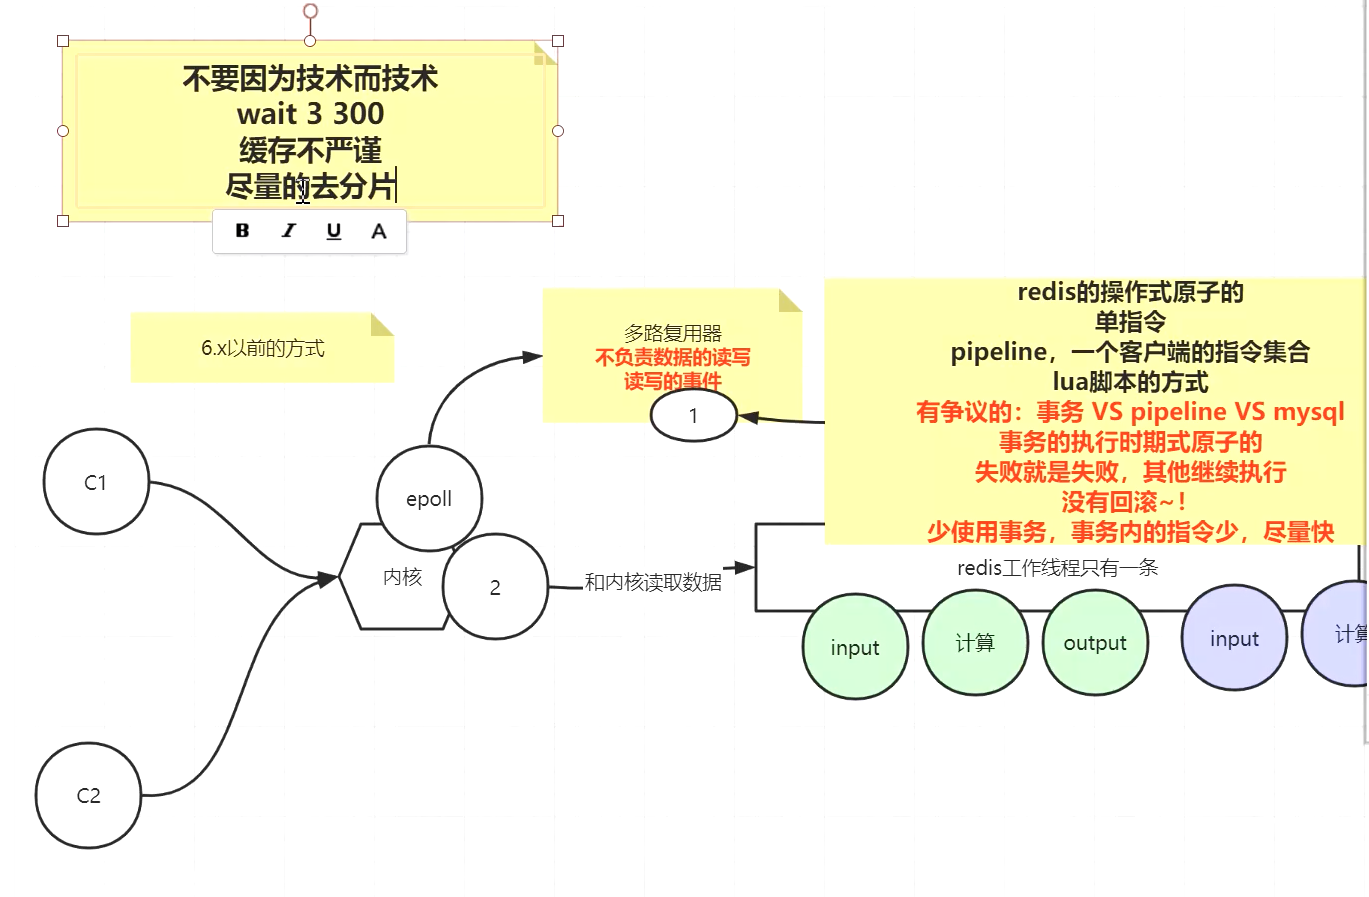 不要因为技术而技术
wait 3 300
缓存不严谨
尽量的去分片
B I U A
6.x以前的方式
多路复用器
不负责数据的读写
读写的事件
1
redis的操作式原子的
单指令
pipeline，一个客户端的指令集合
lua脚本的方式
有争议的：事务 VS pipeline VS mysql
事务的执行时期式原子的
失败就是失败，其他继续执行
没有回滚~！
少使用事务，事务内的指令少，尽量快
C1
epoll
内核
2
和内核读取数据
redis工作线程只有一条
input
计算
output
input
计算
C2